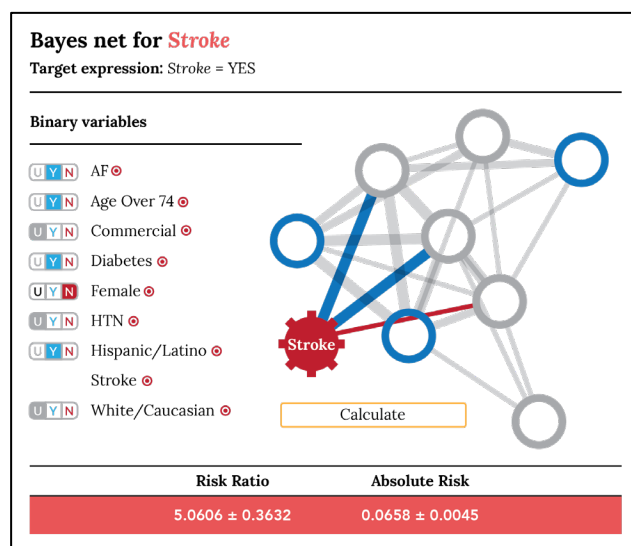 Bayes net for Stroke
Target expression: Stroke = YES
Binary variables
U Y N AF
U Y N Age Over 74
U Y N Commercial
U Y N Diabetes
U Y N Female
U Y N HTN
U Y N Hispanic/Latino
Stroke
U Y N White/Caucasian
Stroke
Calculate
Risk Ratio Absolute Risk
5.0606 ± 0.3632 0.0658 ± 0.0045